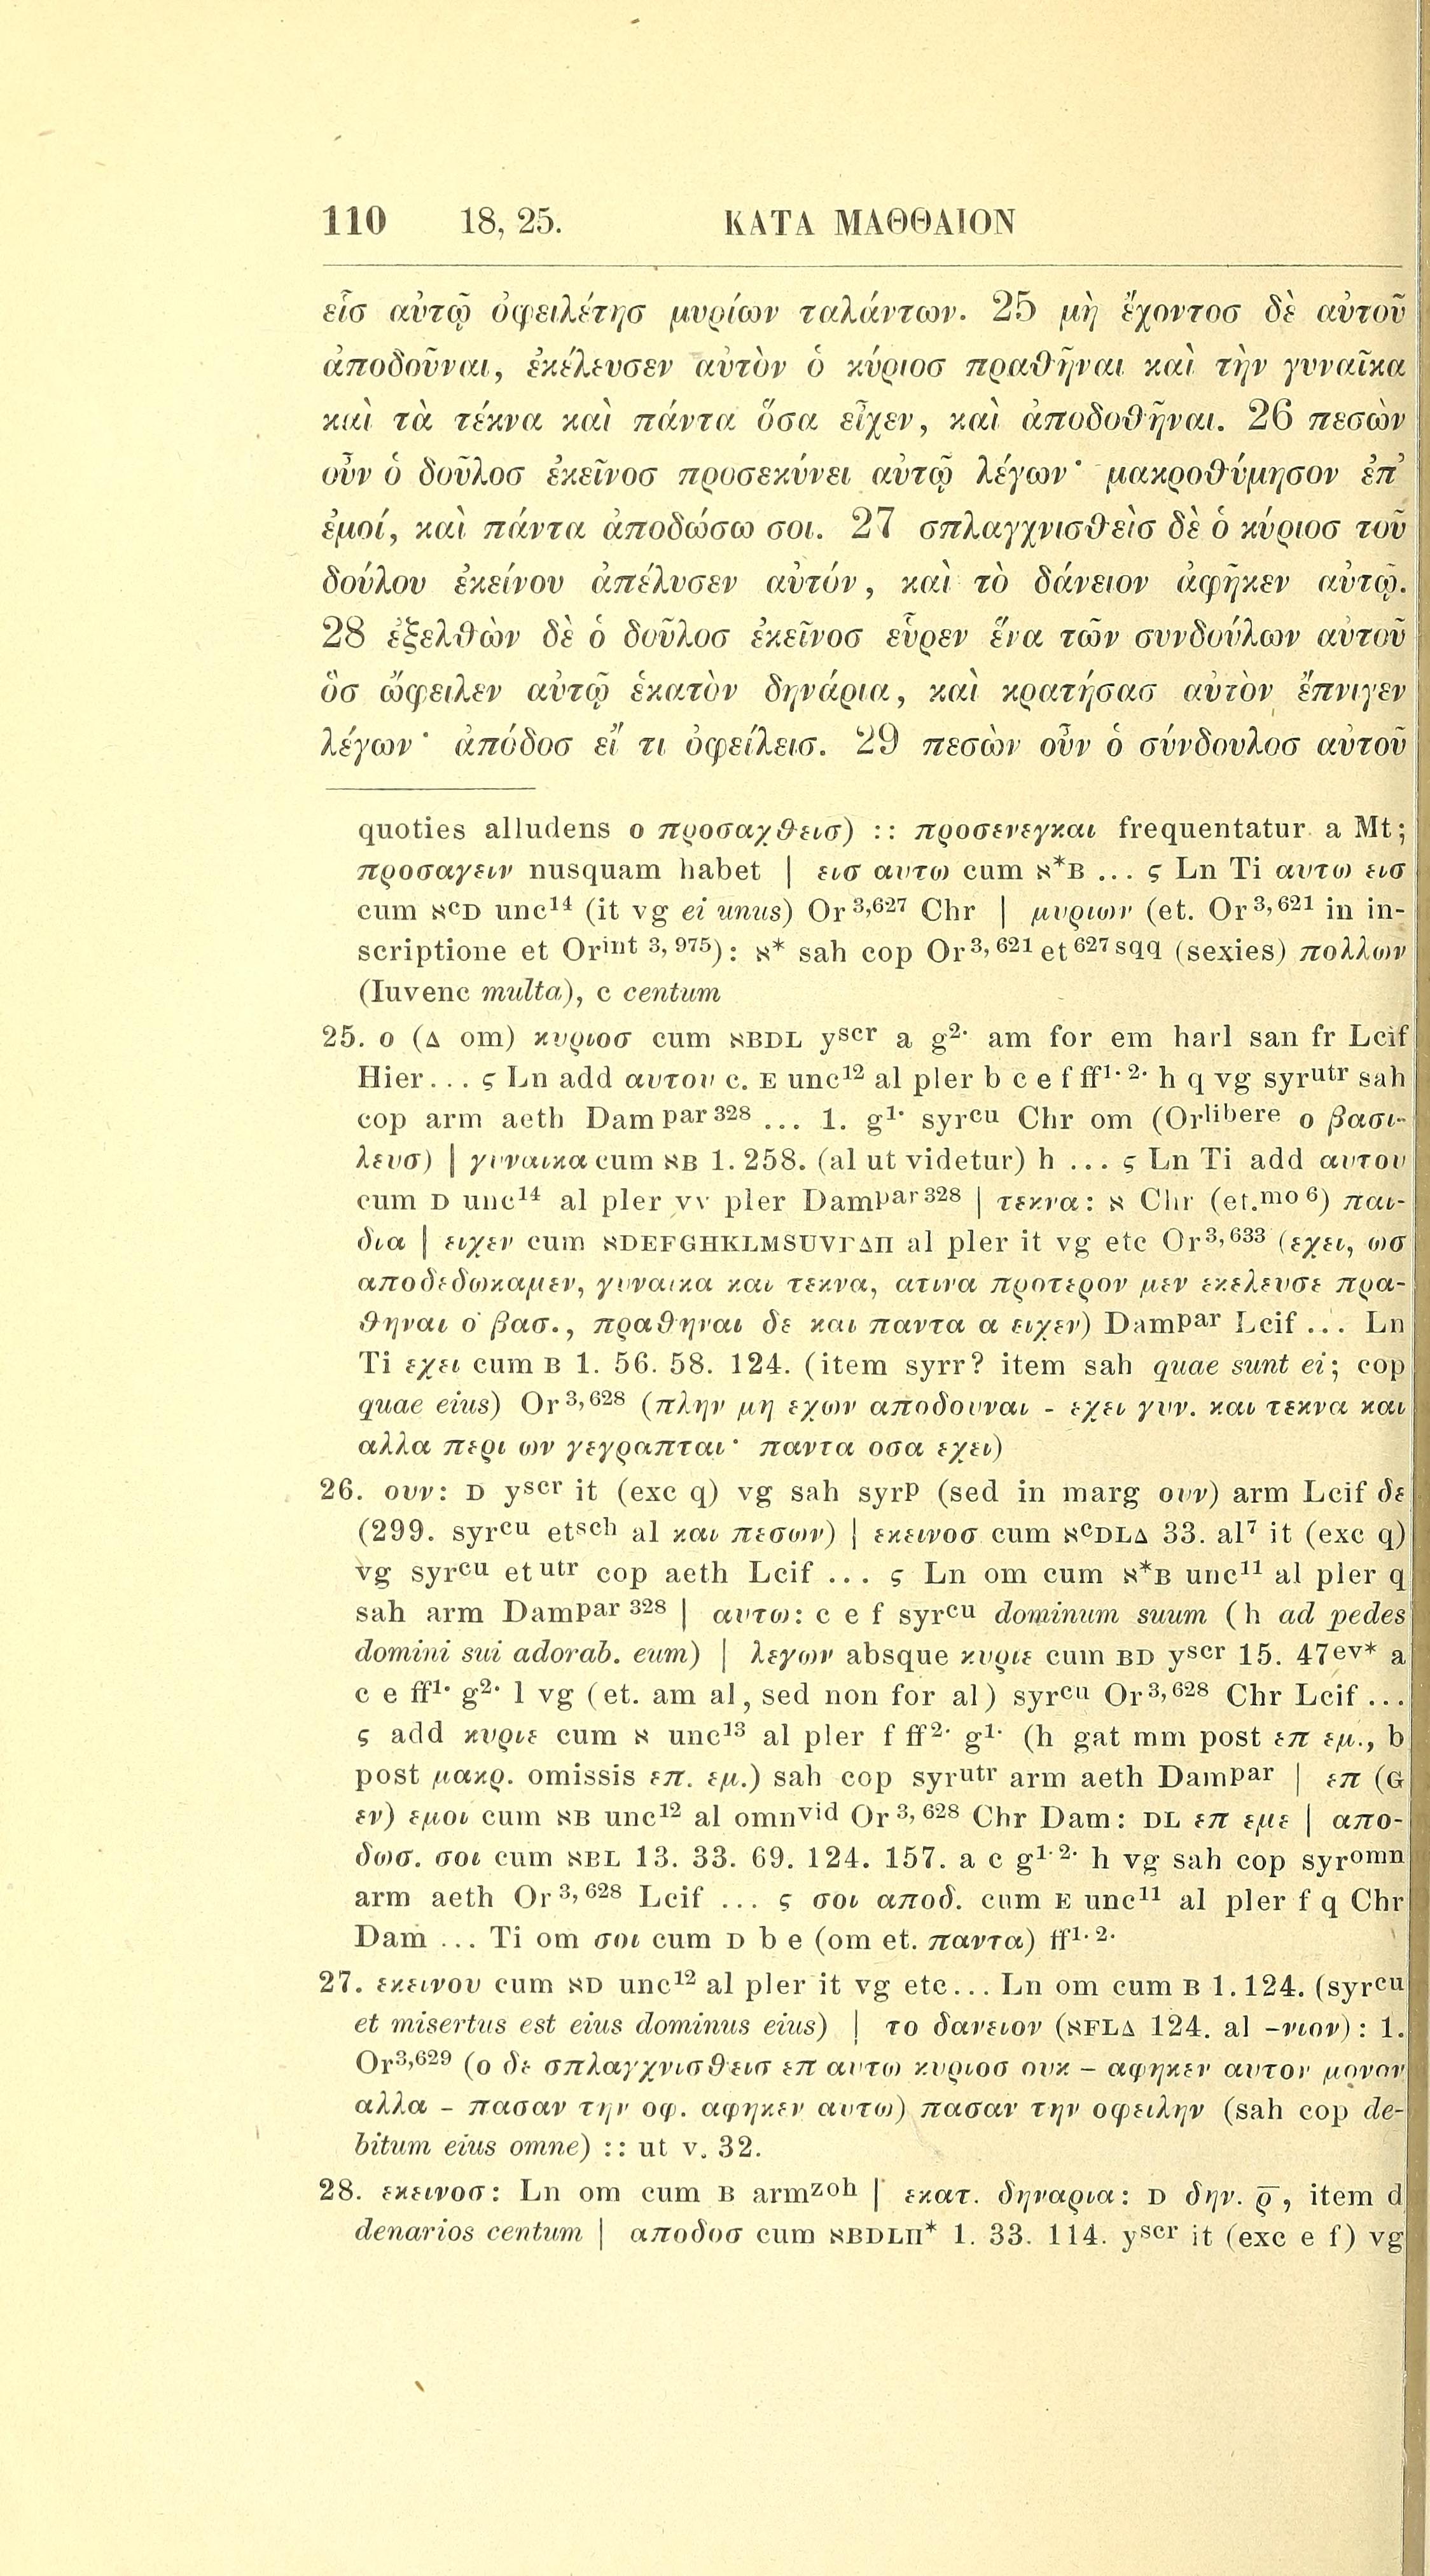 110 18, 25. ΚΑΤΑ ΜΑΘΘΑΙΟΝ
εἷσ αὐτῷ ὀφειλέτησ μυρίων ταλάντων. 25 μὴ ἔχοντοσ δὲ αὐτοῦ
ἀποδοῦναι, ἐκέλευσεν αὐτὸν ὁ κύριοσ πραθῆναι καὶ τὴν γυναῖκα
καὶ τὰ τέκνα καὶ πάντα ὅσα εἶχεν, καὶ ἀποδοθῆναι. 26 πεσὼν
οὖν ὁ δοῦλοσ ἐκεῖνοσ προσεκύνει αὐτῷ λέγων· μακροθύμησον ἐπ᾽
ἐμοί, καὶ πάντα ἀποδώσω σοι. 27 σπλαγχνισθεὶσ δὲ ὁ κύριοσ τοῦ
δούλου ἐκείνου ἀπέλυσεν αὐτόν, καὶ τὸ δάνειον ἀφῆκεν αὐτῷ.
28 ἐξελθὼν δὲ ὁ δοῦλοσ ἐκεῖνοσ εὗρεν ἕνα τῶν συνδούλων αὐτοῦ
ὃσ ὤφειλεν αὐτῷ ἑκατὸν δηνάρια, καὶ κρατήσασ αὐτὸν ἔπνιγεν
λέγων· ἀπόδοσ εἴ τι ὀφείλεισ. 29 πεσὼν οὖν ὁ σύνδουλοσ αὐτοῦ
quoties alludens ο προσαχθεισ) :: προσενεγκαι frequentatur a Mt;
προσαγειν nusquam habet | εισ αυτω cum ℵ*B ... ς Ln Ti αυτω εισ
cum ℵᶜD unc¹⁴ (it vg ei unus) Or³,⁶²⁷ Chr | μυριων (et. Or³,⁶²¹ in in-
scriptione et Orⁱⁿᵗ ³,⁹⁷⁵): ℵ* sah cop Or³,⁶²¹ et ⁶²⁷ sqq (sexies) πολλων
(Iuvenc multa), c centum
25. ο (Δ om) κυριοσ cum ℵBDL yˢᶜʳ a g²· am for em harl san fr Lcif
Hier... ς Ln add αυτου c. E unc¹² al pler b c e f ff¹·²· h q vg syrᵘᵗʳ sah
cop arm aeth Damᵖᵃʳ ³²⁸ ... 1. g¹· syrᶜᵘ Chr om (Orˡⁱᵇᵉʳᵉ ο βασι-
λευσ) | γυναικα cum ℵB 1. 258. (al ut videtur) h ... ς Ln Ti add αυτου
cum D unc¹⁴ al pler vv pler Damᵖᵃʳ ³²⁸ | τεκνα: ℵ Chr (et.ᵐᵒ ⁶) παι-
δια | ειχεν cum ℵDEFGHKLMSUVΓΔΠ al pler it vg etc Or³,⁶³³ (εχει, ωσ
αποδεδωκαμεν, γυναικα και τεκνα, ατινα προτερον μεν εκελευσε πρα-
θηναι ο βασ., πραθηναι δε και παντα α ειχεν) Damᵖᵃʳ Lcif ... Ln
Ti εχει cum B 1. 56. 58. 124. (item syrr? item sah quae sunt ei; cop
quae eius) Or³,⁶²⁸ (πλην μη εχων αποδουναι - εχει γυν. και τεκνα και
αλλα περι ων γεγραπται· παντα οσα εχει)
26. ουν: D yˢᶜʳ it (exc q) vg sah syrᵖ (sed in marg ουν) arm Lcif δε
(299. syrᶜᵘ etˢᶜʰ al και πεσων) | εκεινοσ cum ℵᶜDLΔ 33. al⁷ it (exc q)
vg syrᶜᵘ etᵘᵗʳ cop aeth Lcif ... ς Ln om cum ℵ*B unc¹¹ al pler q
sah arm Damᵖᵃʳ ³²⁸ | αυτω: c e f syrᶜᵘ dominum suum (h ad pedes
domini sui adorab. eum) | λεγων absque κυριε cum BD yˢᶜʳ 15. 47ᵉᵛ* a
c e ff¹· g²· l vg (et. am al, sed non for al) syrᶜᵘ Or³,⁶²⁸ Chr Lcif ...
ς add κυριε cum ℵ unc¹³ al pler f ff²· g¹· (h gat mm post επ εμ., b
post μακρ. omissis επ. εμ.) sah cop syrᵘᵗʳ arm aeth Damᵖᵃʳ | επ (G
εν) εμοι cum ℵB unc¹² al omnᵛⁱᵈ Or³,⁶²⁸ Chr Dam: DL επ εμε | απο-
δωσ. σοι cum ℵBL 13. 33. 69. 124. 157. a c g¹·²· h vg sah cop syrᵒᵐⁿ
arm aeth Or³,⁶²⁸ Lcif ... ς σοι αποδ. cum E unc¹¹ al pler f q Chr
Dam ... Ti om σοι cum D b e (om et. παντα) ff¹·²·
27. εκεινου cum ℵD unc¹² al pler it vg etc... Ln om cum B 1. 124. (syrᶜᵘ
et misertus est eius dominus eius) | το δανειον (ℵFLΔ 124. al -νιον): 1.
Or³,⁶²⁹ (ο δε σπλαγχνισθεισ επ αυτω κυριοσ ουκ - αφηκεν αυτον μονον
αλλα - πασαν την οφ. αφηκεν αυτω) πασαν την οφειλην (sah cop de-
bitum eius omne) :: ut v. 32.
28. εκεινοσ: Ln om cum B armᶻᵒʰ | εκατ. δηναρια: D δην. ρ̅, item d
denarios centum | αποδοσ cum ℵBDLΠ* 1. 33. 114. yˢᶜʳ it (exc e f) vg